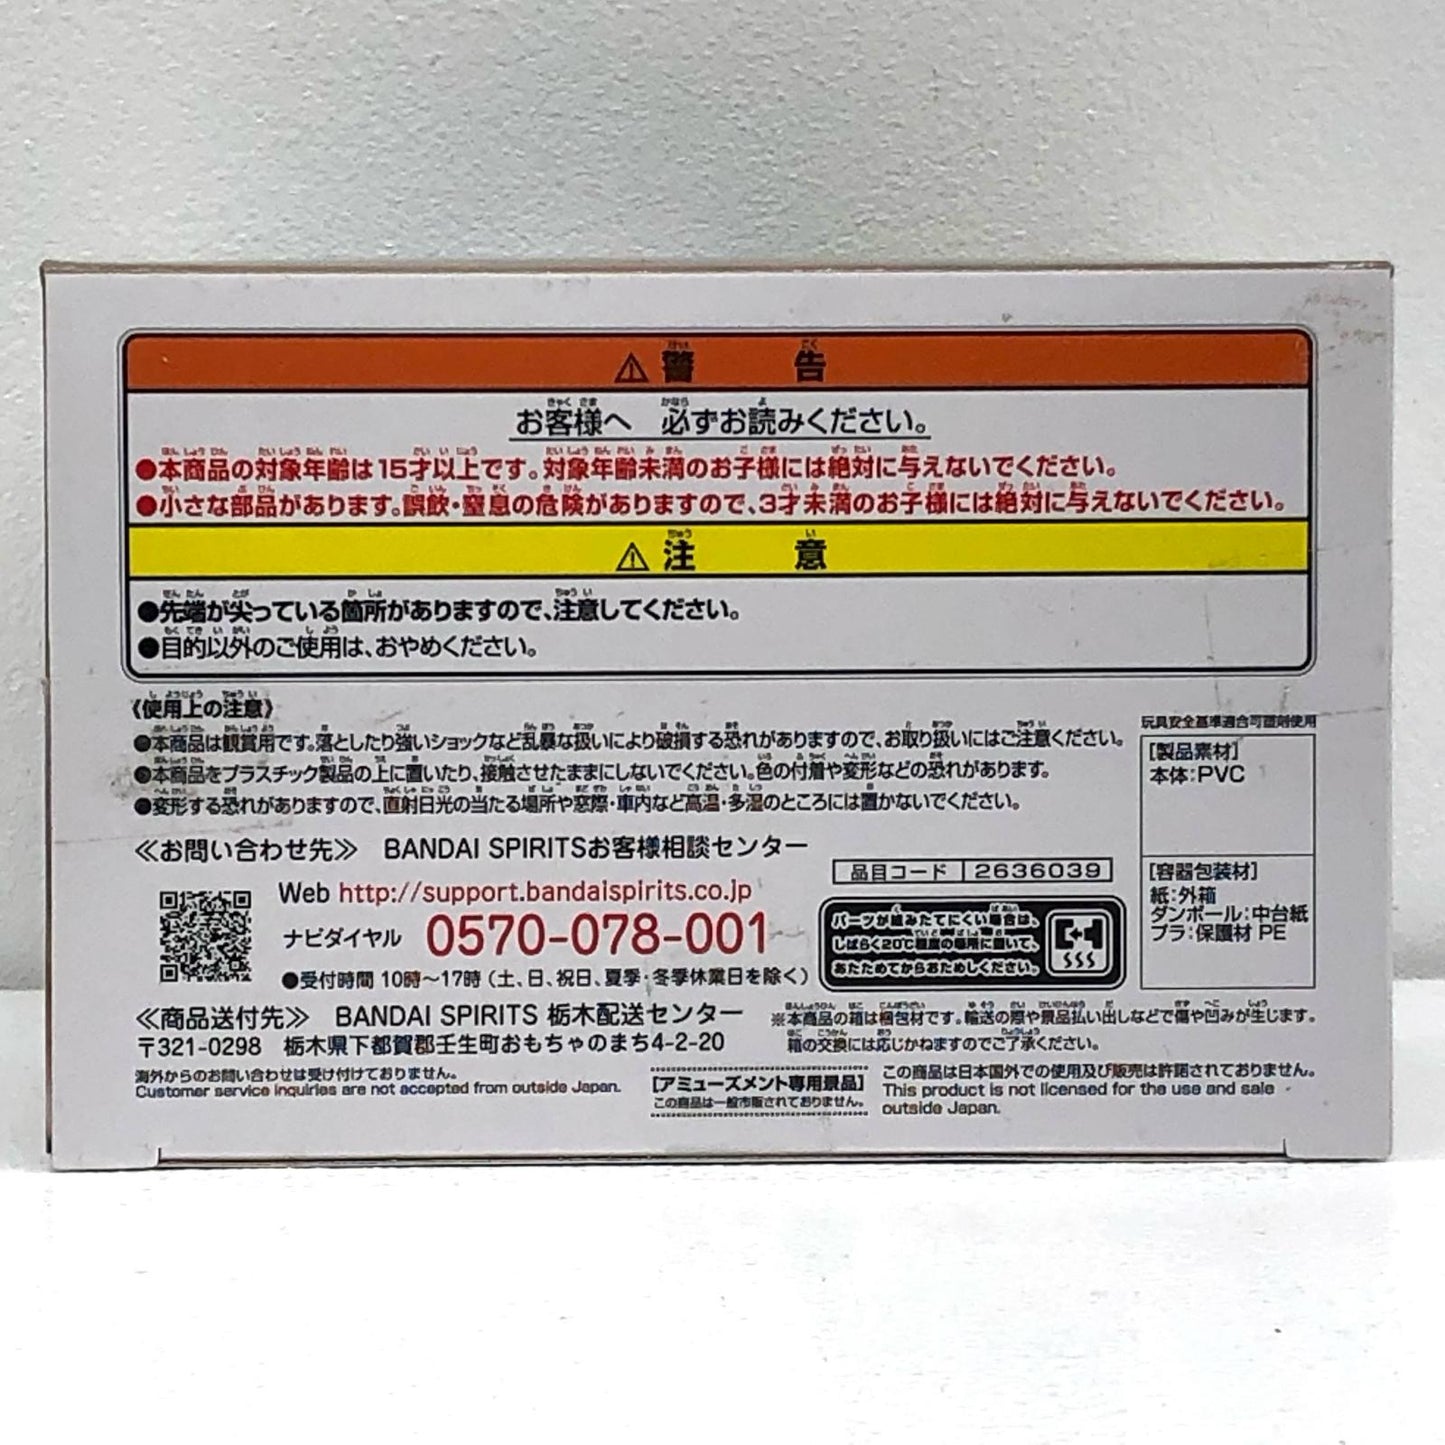 ⚠警告
お客様へ 必ずお読みください。
●本商品の対象年齢は15才以上です。対象年齢未満のお子様には絶対に与えないでください。
●小さな部品があります。誤飲・窒息の危険がありますので、3才未満のお子様には絶対に与えないでください。
⚠注意
●先端が尖っている箇所がありますので、注意してください。
●目的以外のご使用は、おやめください。
《使用上の注意》
●本商品は観賞用です。落としたり強いショックなど乱暴な扱いにより破損する恐れがありますので、お取り扱いにはご注意ください。
●本商品をプラスチック製品の上に置いたり、接触させたままにしないでください。色の付着や変形などの恐れがあります。
●変形する恐れがありますので、直射日光の当たる場所や窓際・車内など高温・多湿のところには置かないでください。
玩具安全基準適合可塑剤使用
【製品素材】
本体:PVC
【容器包装材】
紙:外箱
ダンボール:中台紙
プラ:保護材 PE
≪お問い合わせ先≫ BANDAI SPIRITSお客様相談センター
品目コード 2636039
Web http://support.bandaispirits.co.jp
ナビダイヤル 0570-078-001
●受付時間 10時〜17時(土、日、祝日、夏季・冬季休業日を除く)
パーツが組みたてにくい場合は、
しばらく20℃程度の場所に置いて、
あたためてからおためしください。
≪商品送付先≫ BANDAI SPIRITS 栃木配送センター
〒321-0298 栃木県下都賀郡壬生町おもちゃのまち4-2-20
※本商品の箱は梱包材です。輸送の際や景品払い出しなどで傷や凹みが生じます。
箱の交換には応じかねますのでご了承ください。
海外からのお問い合わせは受け付けておりません。
Customer service inquiries are not accepted from outside Japan.
【アミューズメント専用景品】
この商品は一般市販されておりません。
この商品は日本国外での使用及び販売は許諾されておりません。
This product is not licensed for the use and sale
outside Japan.